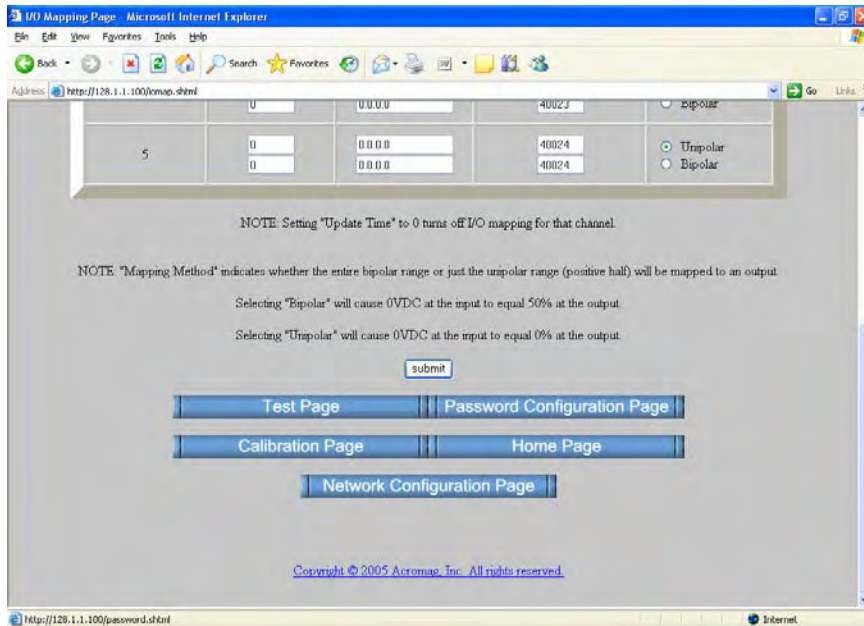 I/O Mapping Page - Microsoft Internet Explorer
File Edit View Favorites Tools Help
Back Search Favorites
Address http://128.1.1.100/iomap.shtml Go Links
0 0.0.0.0 40023 Bipolar
5 0 0.0.0.0 40024 Unipolar
0 0.0.0.0 40024 Bipolar
NOTE: Setting "Update Time" to 0 turns off I/O mapping for that channel.
NOTE: "Mapping Method" indicates whether the entire bipolar range or just the unipolar range (positive half) will be mapped to an output.
Selecting "Bipolar" will cause 0VDC at the input to equal 50% at the output.
Selecting "Unipolar" will cause 0VDC at the input to equal 0% at the output.
submit
Test Page Password Configuration Page
Calibration Page Home Page
Network Configuration Page
Copyright © 2005 Acromag, Inc. All rights reserved.
http://128.1.1.100/password.shtml Internet